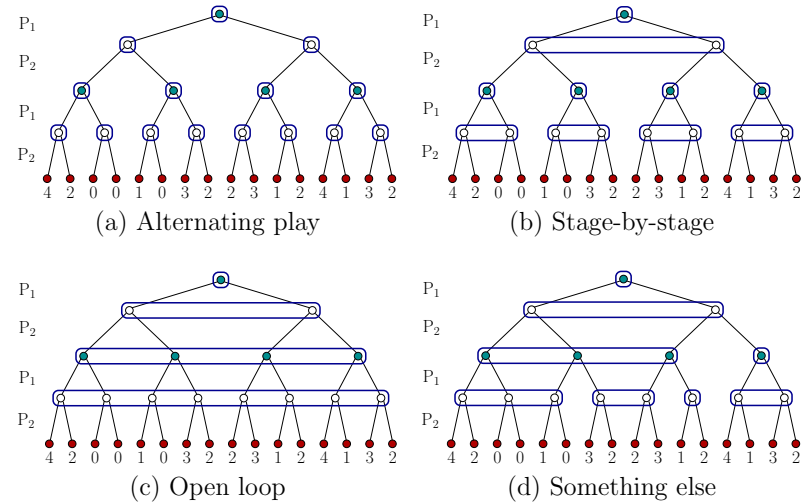 P1
P2
P1
P2
4 2 0 0 1 0 3 2 2 3 1 2 4 1 3 2
(a) Alternating play
P1
P2
P1
P2
4 2 0 0 1 0 3 2 2 3 1 2 4 1 3 2
(b) Stage-by-stage
P1
P2
P1
P2
4 2 0 0 1 0 3 2 2 3 1 2 4 1 3 2
(c) Open loop
P1
P2
P1
P2
4 2 0 0 1 0 3 2 2 3 1 2 4 1 3 2
(d) Something else